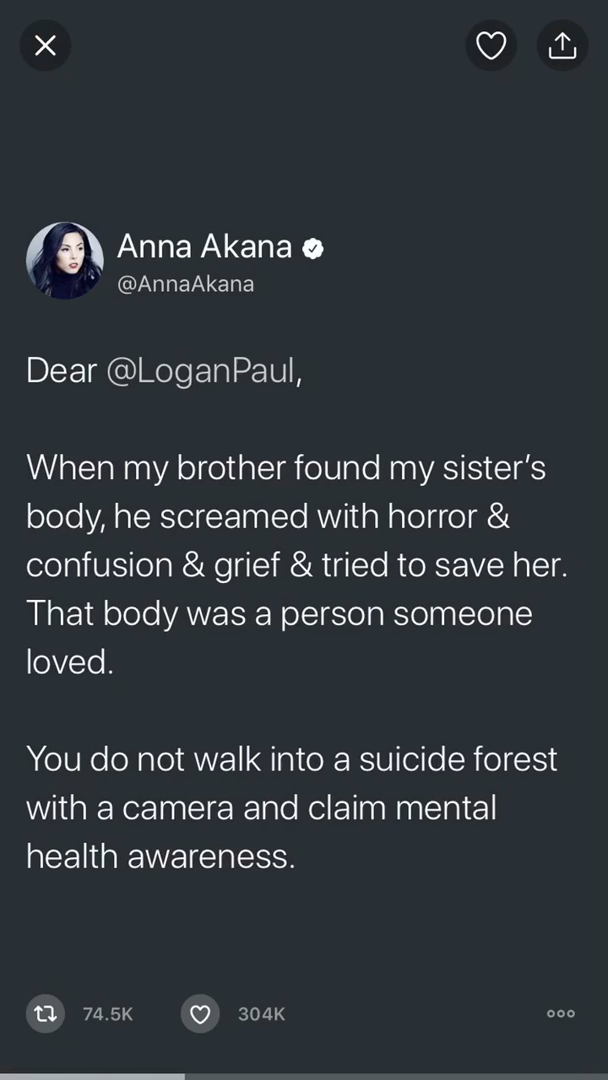 Anna Akana
@AnnaAkana
Dear @LoganPaul,
When my brother found my sister’s
body, he screamed with horror &
confusion & grief & tried to save her.
That body was a person someone
loved.
You do not walk into a suicide forest
with a camera and claim mental
health awareness.
74.5K 304K